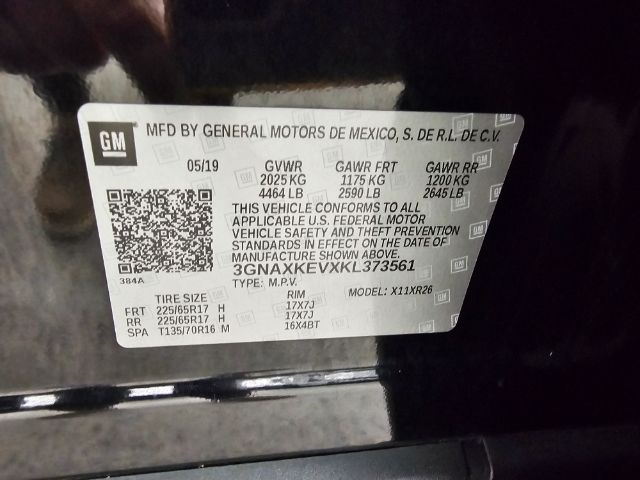 GM MFD BY GENERAL MOTORS DE MEXICO, S. DE R.L. DE C.V.
05/19 GVWR GAWR FRT GAWR RR
2025 KG 1175 KG 1200 KG
4464 LB 2590 LB 2645 LB
THIS VEHICLE CONFORMS TO ALL
APPLICABLE U.S. FEDERAL MOTOR
VEHICLE SAFETY AND THEFT PREVENTION
STANDARDS IN EFFECT ON THE DATE OF
MANUFACTURE SHOWN ABOVE.
384A 3GNAXKEVXKL373561
TYPE: M.P.V. MODEL: X11XR26
TIRE SIZE RIM
FRT 225/65R17 H 17X7J
RR 225/65R17 H 17X7J
SPA T135/70R16 M 16X4BT